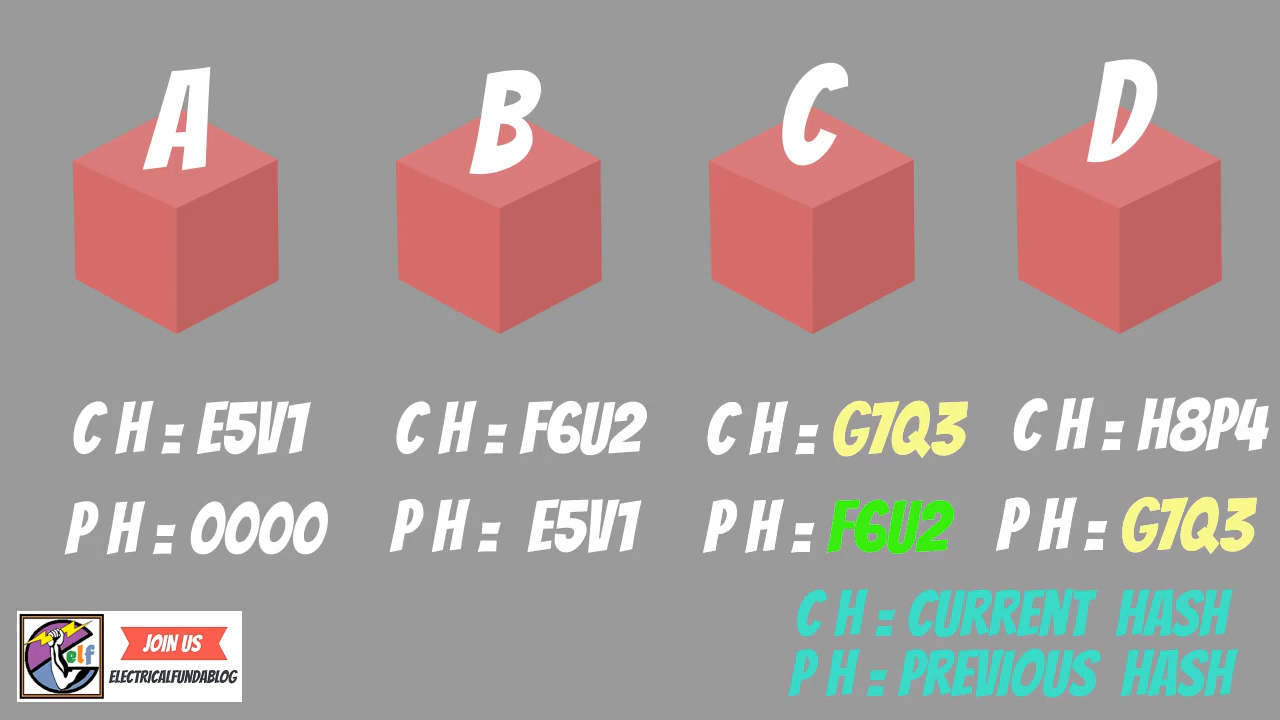 A B C D
C H = E5V1 C H = F6U2 C H = G7Q3 C H = H8P4
P H = 0000 P H = E5V1 P H = F6U2 P H = G7Q3
C H = CURRENT HASH
P H = PREVIOUS HASH
elf
JOIN US
ELECTRICALFUNDABLOG